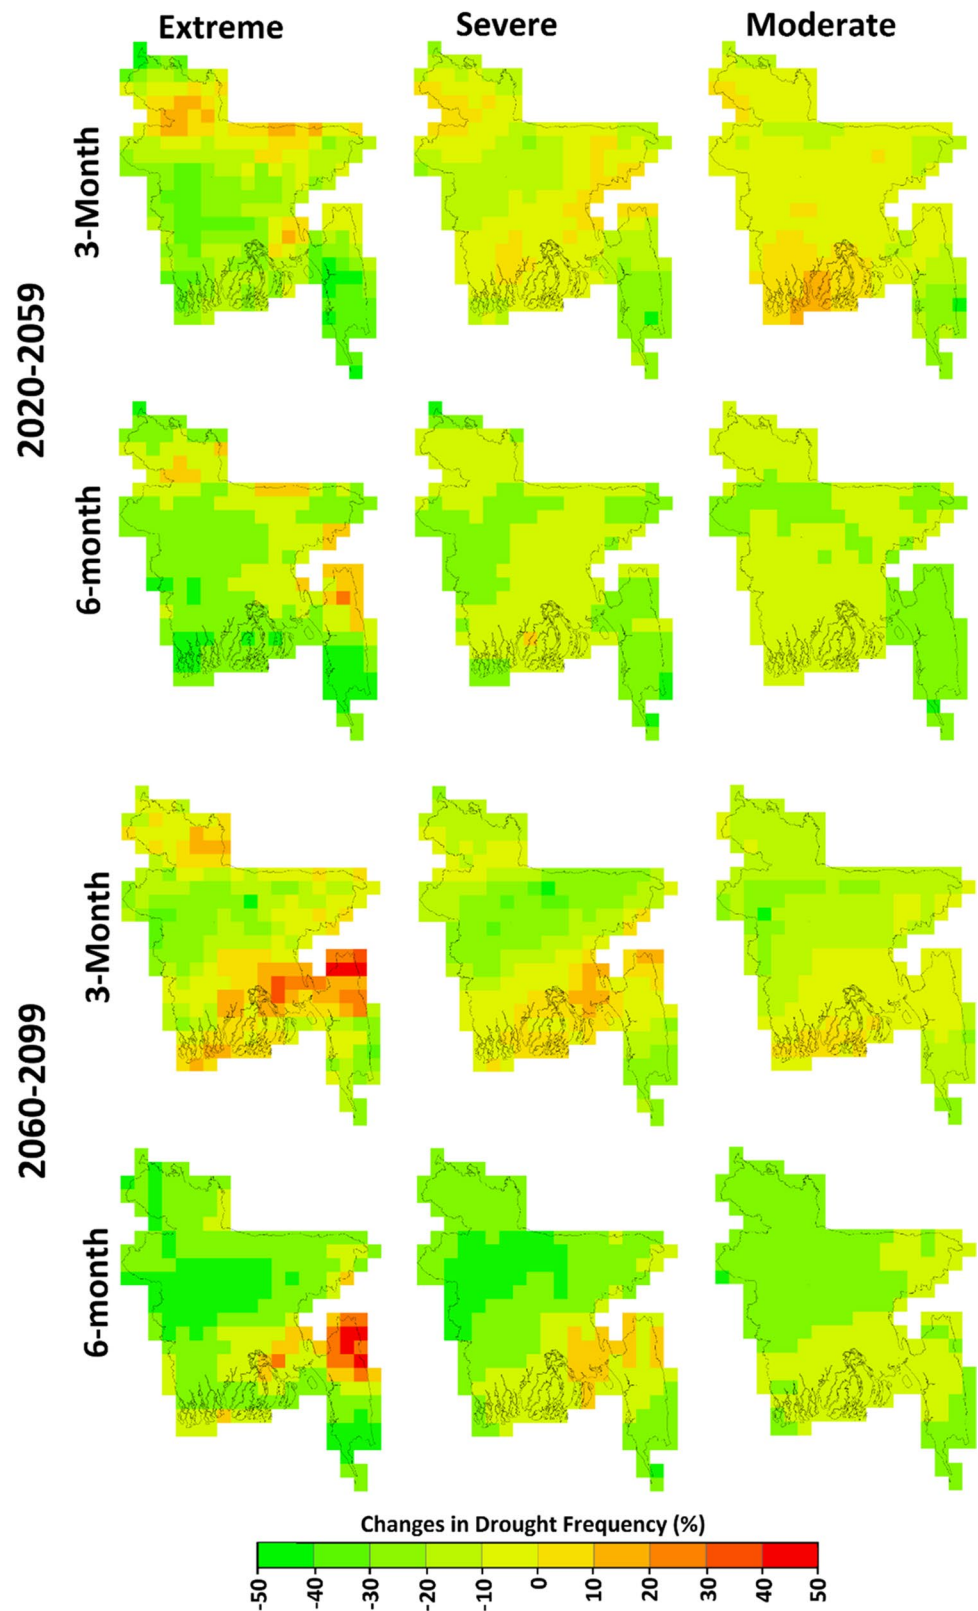 Extreme Severe Moderate
2020-2059
3-Month
6-month
2060-2099
3-Month
6-month
Changes in Drought Frequency (%)
-50 -40 -30 -20 -10 0 10 20 30 40 50